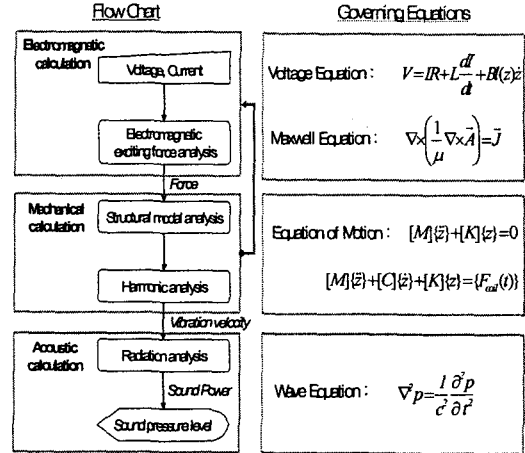 Flow Chart
Governing Equations
Electromagnetic
calculation
Voltage, Current
Electromagnetic
exciting force analysis
Force
Mechanical
calculation
Structural modal analysis
Harmonic analysis
Vibration velocity
Acoustic
calculation
Radiation analysis
Sound Power
Sound pressure level
Voltage Equation : V=IR+L dI/dt +Bl(z)ż
Maxwell Equation : ∇×(1/μ ∇×A⃗)=J⃗
Equation of Motion : [M]{z̈}+[K]{z}=0
[M]{z̈}+[C]{ż}+[K]{z}={F_coil(t)}
Wave Equation : ∇²p= 1/c² ∂²p/∂t²